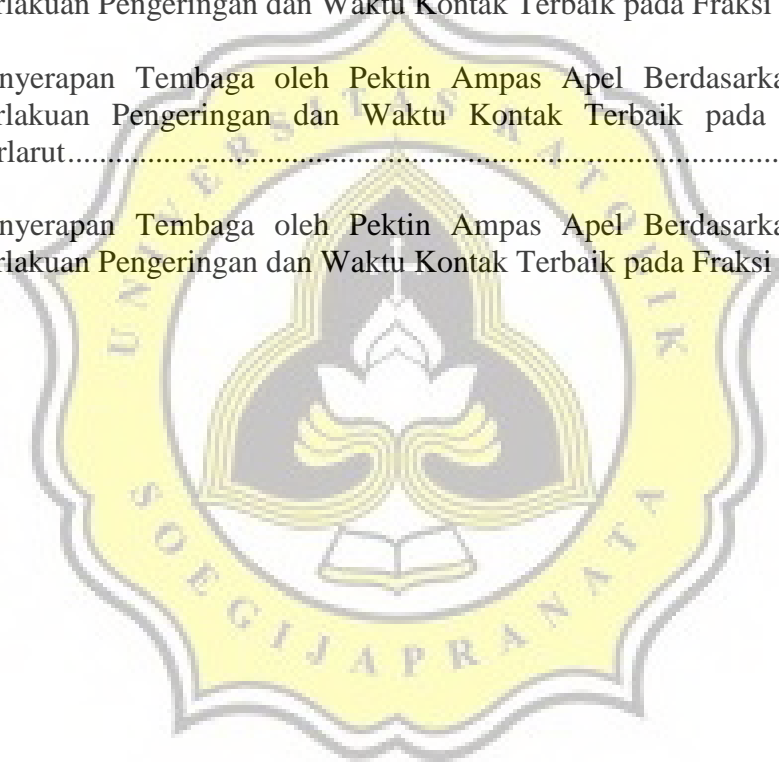 rlakuan Pengeringan dan Waktu Kontak Terbaik pada Fraksi
nyerapan Tembaga oleh Pektin Ampas Apel Berdasarka
rlakuan Pengeringan dan Waktu Kontak Terbaik pada
rlarut
nyerapan Tembaga oleh Pektin Ampas Apel Berdasarka
rlakuan Pengeringan dan Waktu Kontak Terbaik pada Fraksi
UNIVERSITAS KATOLIK
SOEGIJAPRANATA